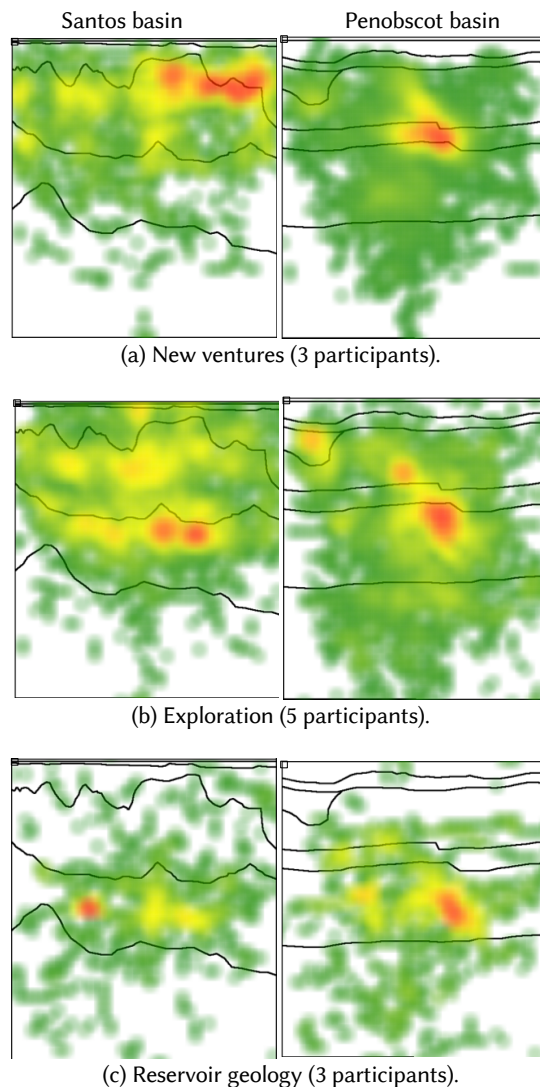 Santos basin Penobscot basin
(a) New ventures (3 participants).
(b) Exploration (5 participants).
(c) Reservoir geology (3 participants).